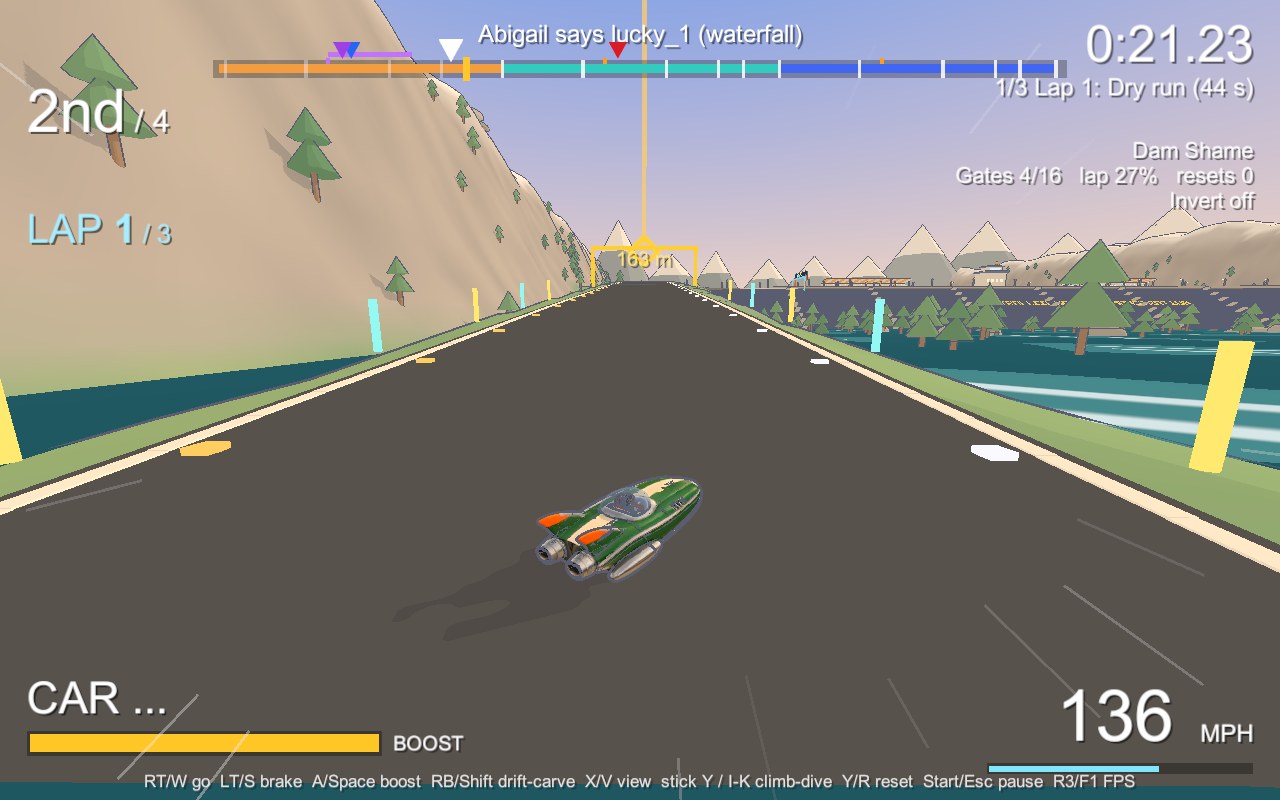 Abigail says lucky_1 (waterfall)
0:21.23
1/3 Lap 1: Dry run (44 s)
2nd / 4
Dam Shame
Gates 4/16 lap 27% resets 0
Invert off
LAP 1 / 3
163 m
CAR ...
BOOST
136 MPH
RT/W go LT/S brake A/Space boost RB/Shift drift-carve X/V view stick Y / I-K climb-dive Y/R reset Start/Esc pause R3/F1 FPS